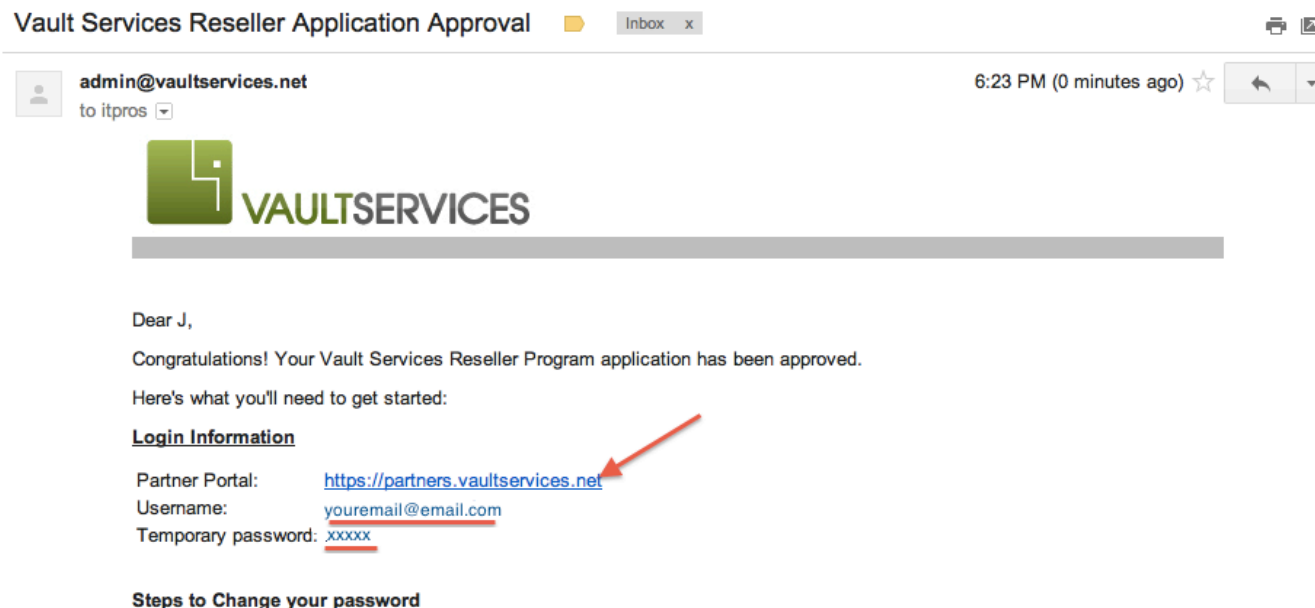 Vault Services Reseller Application Approval Inbox x
admin@vaultservices.net 6:23 PM (0 minutes ago)
to itpros
VAULTSERVICES
Dear J,
Congratulations! Your Vault Services Reseller Program application has been approved.
Here's what you'll need to get started:
Login Information
Partner Portal: https://partners.vaultservices.net
Username: youremail@email.com
Temporary password: xxxxx
Steps to Change your password